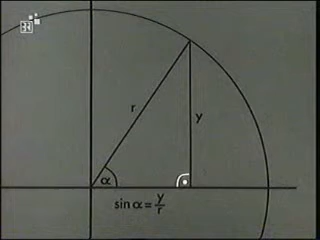 r
y
α
sin α = y/r